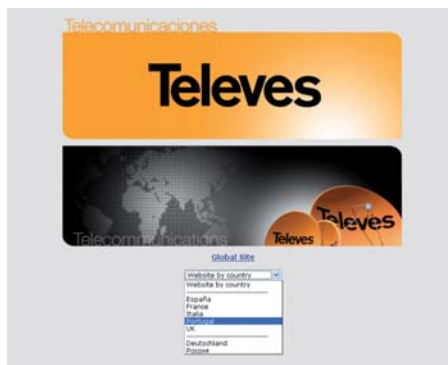 Telecomunicaciones
Televes
Televes
Televes
Telecommunications
Global Site
Website by country
Website by country
España
France
Italia
Portugal
UK
Deutschland